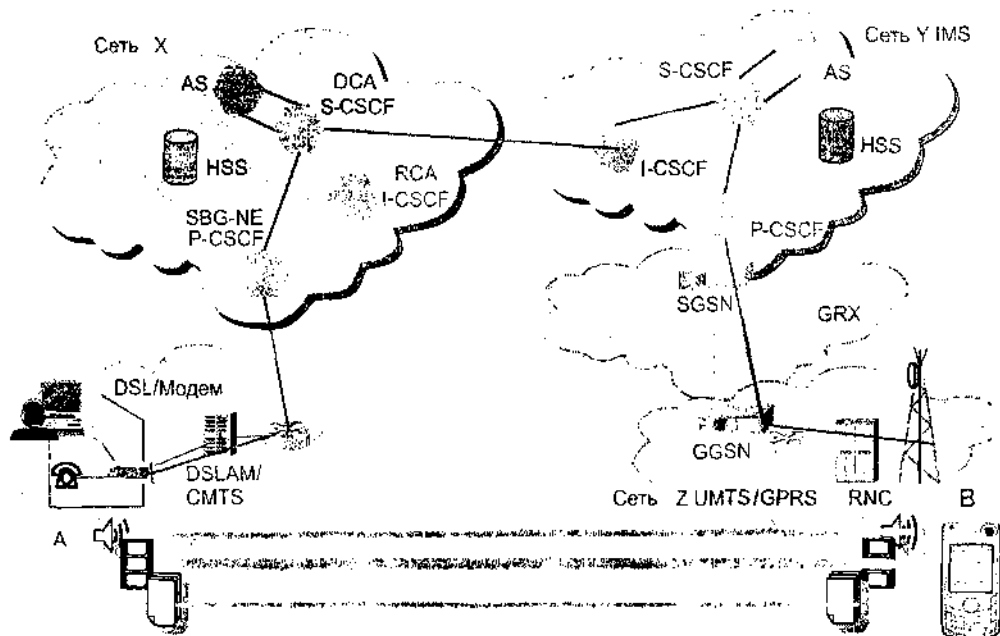 Сеть X
AS
DCA
S-CSCF
HSS
RCA
I-CSCF
SBG-NE
P-CSCF
Сеть Y IMS
S-CSCF
AS
I-CSCF
HSS
P-CSCF
SGSN
GRX
DSL/Модем
DSLAM/
CMTS
GGSN
Сеть Z UMTS/GPRS
RNC
A
B